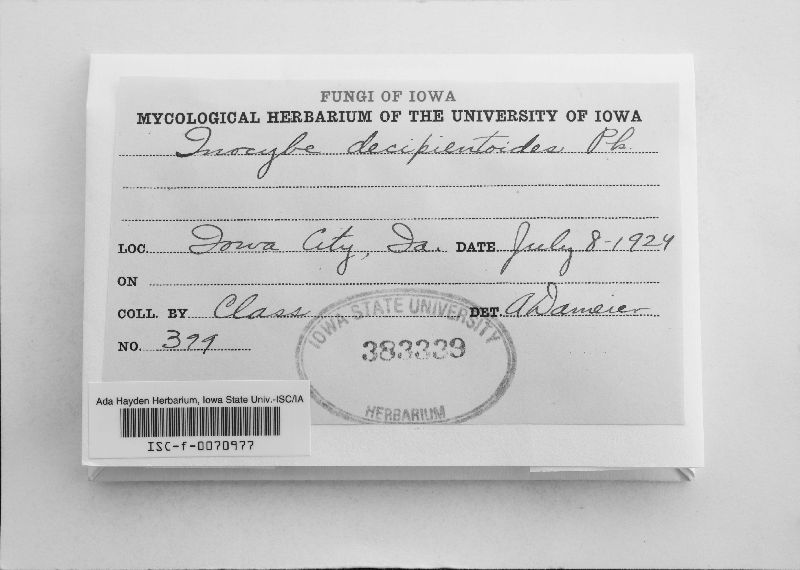 FUNGI OF IOWA
MYCOLOGICAL HERBARIUM OF THE UNIVERSITY OF IOWA
Inocybe decipientoides Pk.
LOC. Iowa City, Ia. DATE July 8-1924
ON
COLL. BY Class DET. A Dameier
NO. 399
IOWA STATE UNIVERSITY
383339
HERBARIUM
Ada Hayden Herbarium, Iowa State Univ.-ISC/IA
ISC-f-0070977